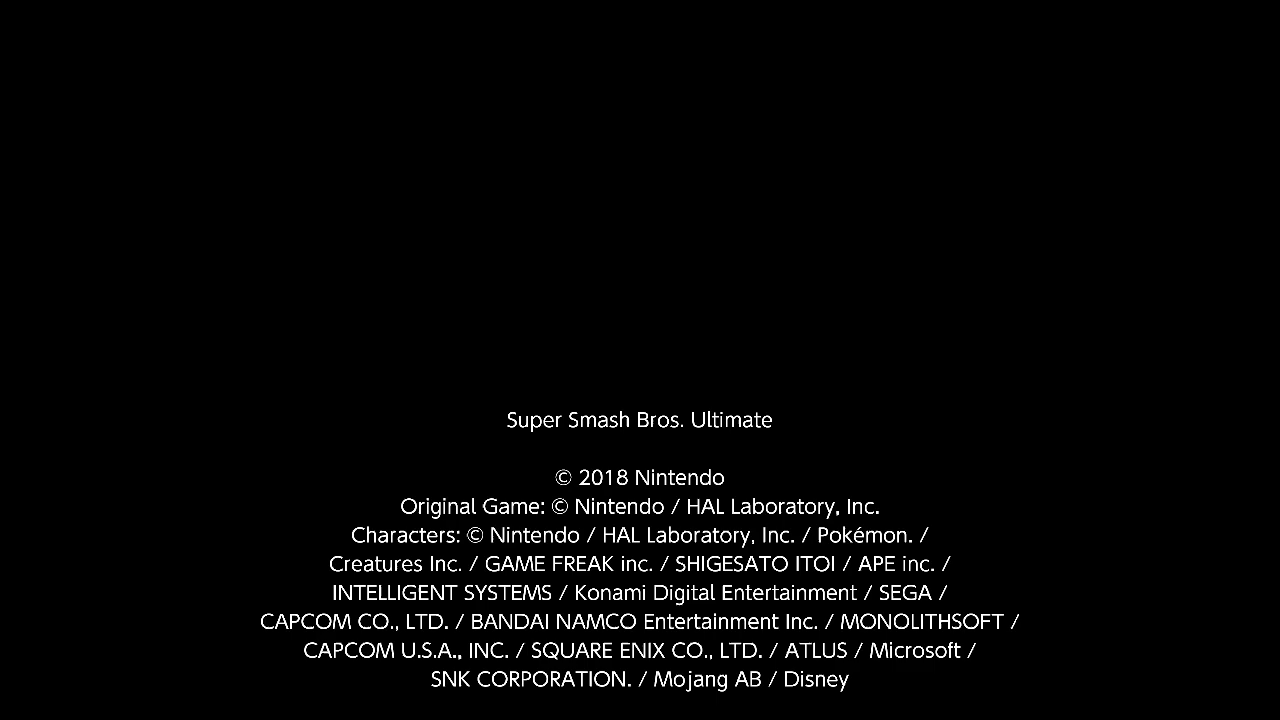 Super Smash Bros. Ultimate
© 2018 Nintendo
Original Game: © Nintendo / HAL Laboratory, Inc.
Characters: © Nintendo / HAL Laboratory, Inc. / Pokémon. /
Creatures Inc. / GAME FREAK inc. / SHIGESATO ITOI / APE inc. /
INTELLIGENT SYSTEMS / Konami Digital Entertainment / SEGA /
CAPCOM CO., LTD. / BANDAI NAMCO Entertainment Inc. / MONOLITHSOFT /
CAPCOM U.S.A., INC. / SQUARE ENIX CO., LTD. / ATLUS / Microsoft /
SNK CORPORATION. / Mojang AB / Disney